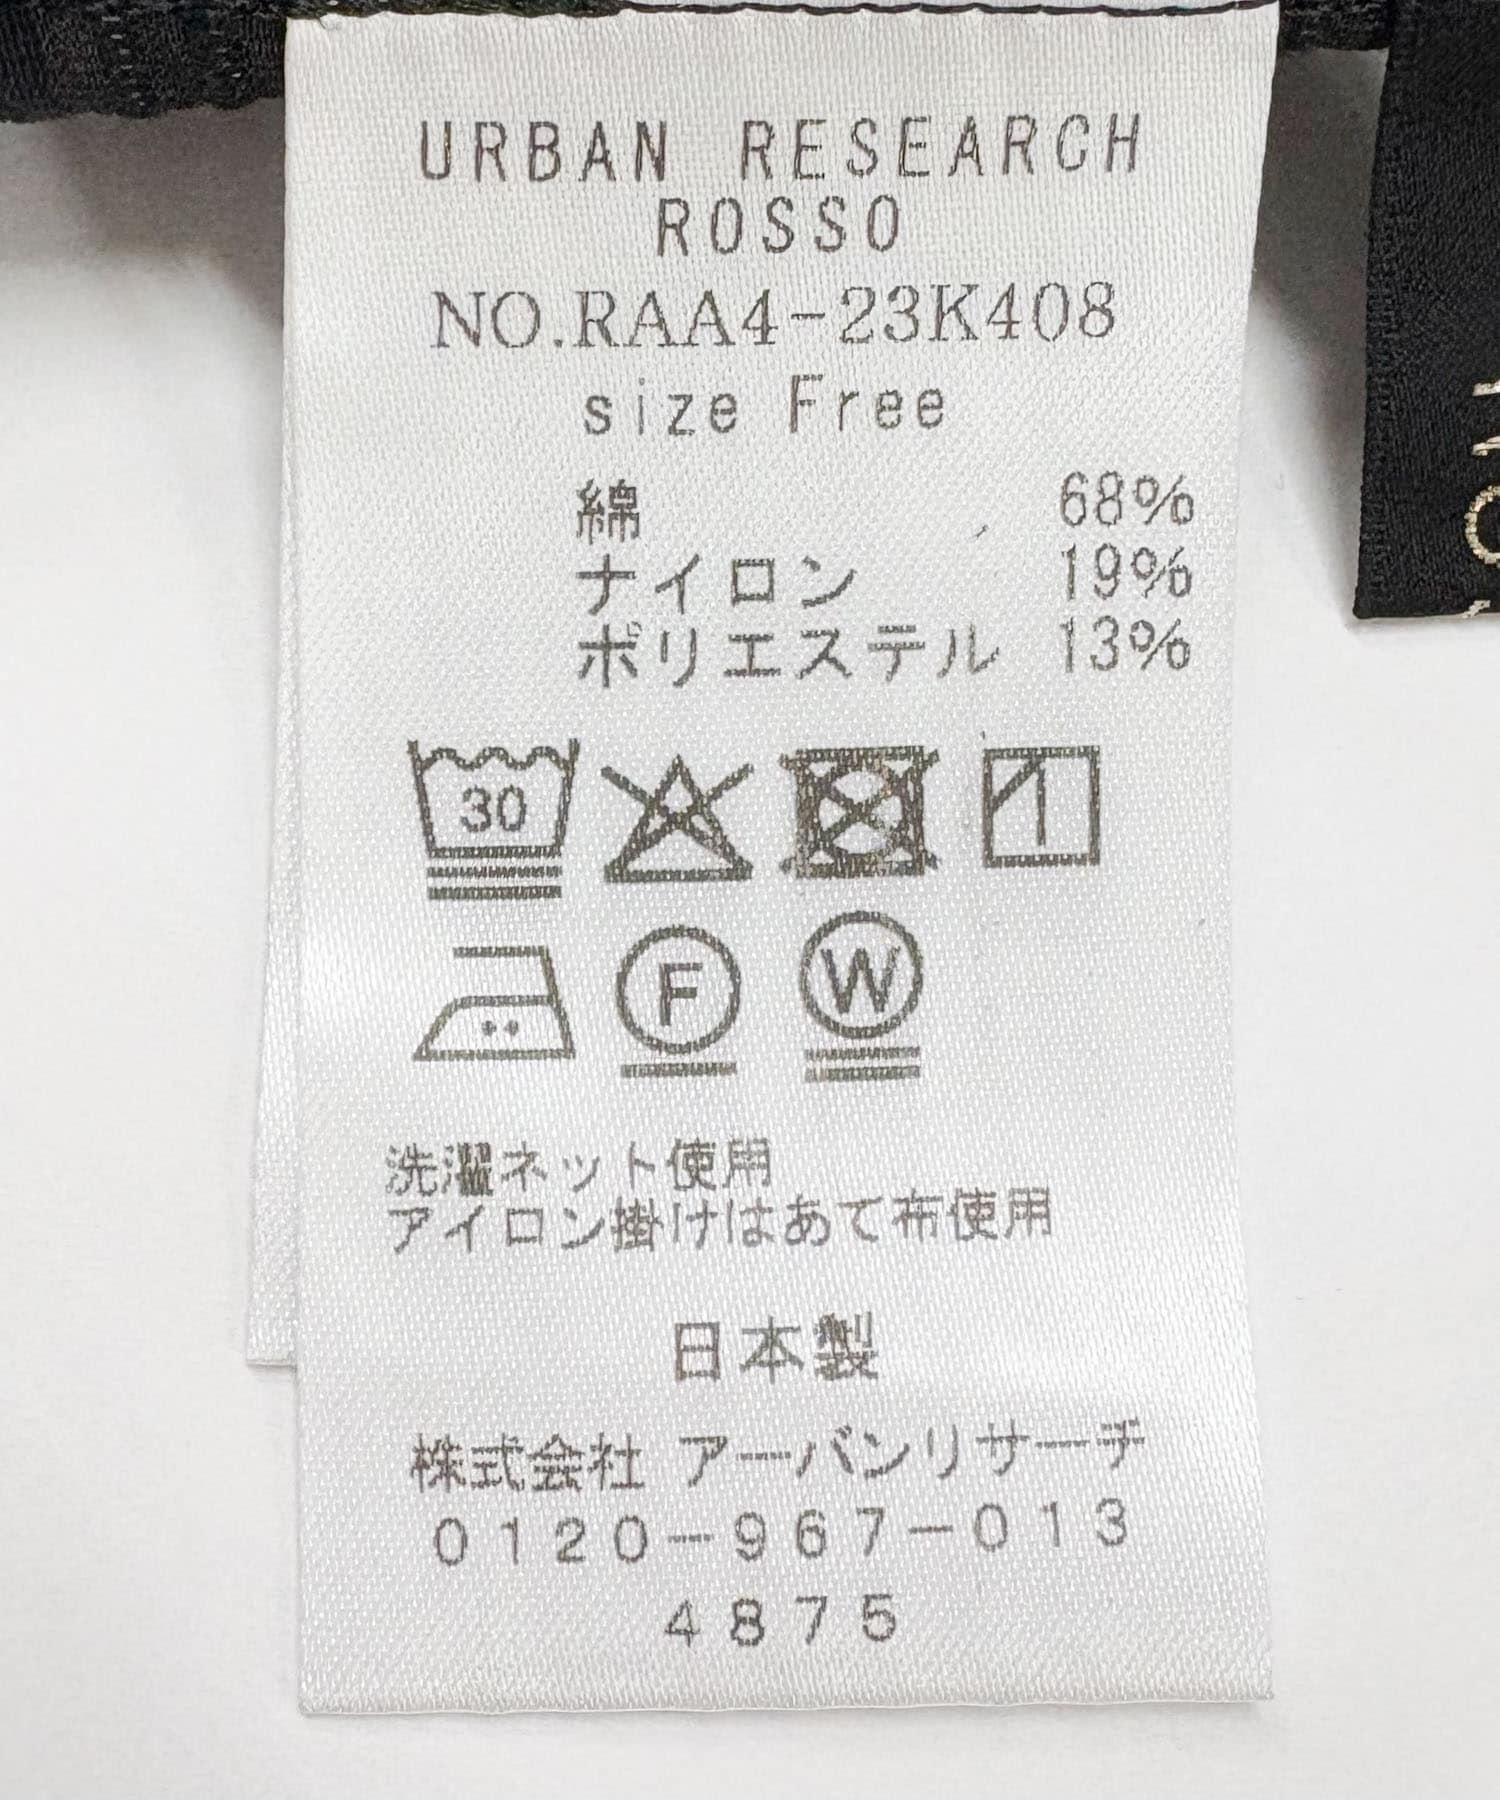 URBAN RESEARCH
ROSSO
NO.RAA4-23K408
size Free
綿 68%
ナイロン 19%
ポリエステル 13%
30
F
W
洗濯ネット使用
アイロン掛けはあて布使用
日本製
株式会社 アーバンリサーチ
0120-967-013
4875